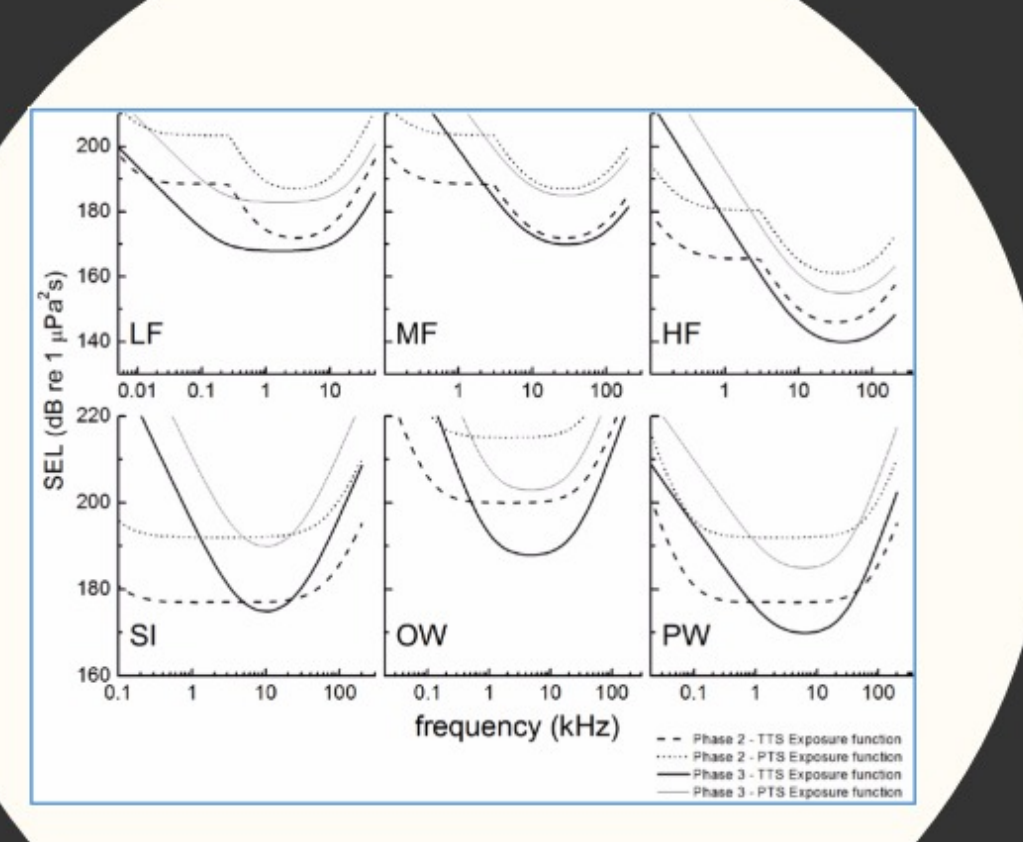 SEL (dB re 1 μPa²s)
200
180
160
140
LF
MF
HF
0.01 0.1 1 10
1 10 100
1 10 100
220
200
180
160
SI
OW
PW
0.1 1 10 100
0.1 1 10 100
0.1 1 10 100
frequency (kHz)
Phase 2 - TTS Exposure function
Phase 2 - PTS Exposure function
Phase 3 - TTS Exposure function
Phase 3 - PTS Exposure function